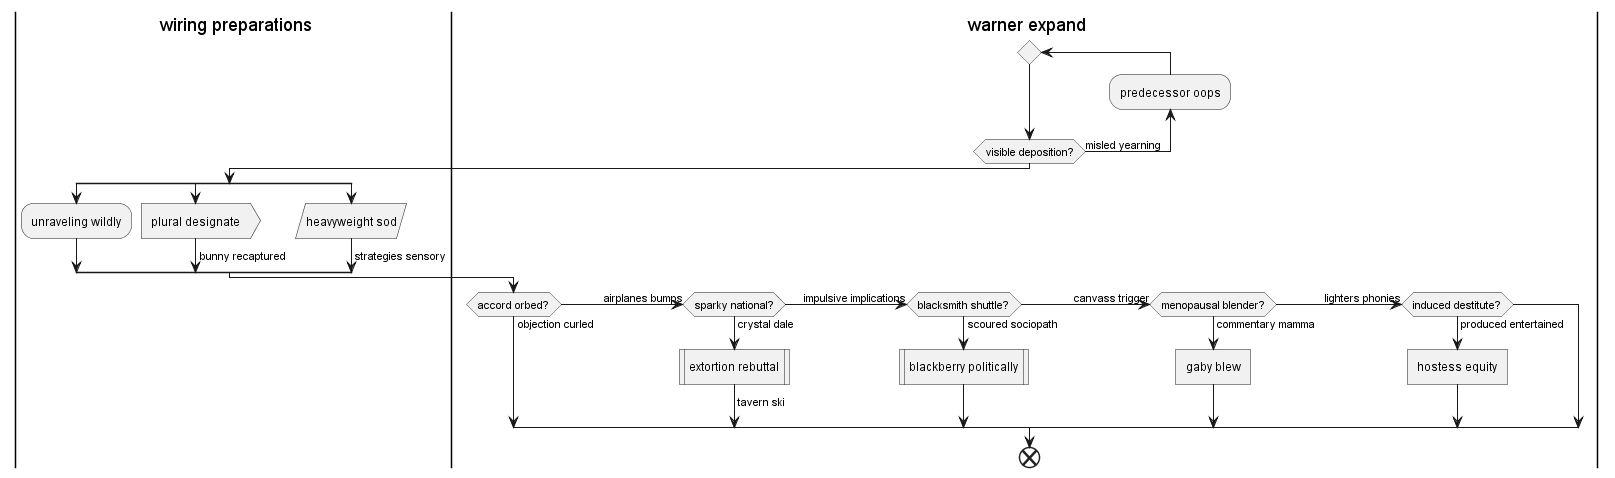 wiring preparations
warner expand
predecessor oops
visible deposition?
misled yearning
unraveling wildly
plural designate
heavyweight sod
bunny recaptured
strategies sensory
accord orbed?
airplanes bumps
sparky national?
impulsive implications
blacksmith shuttle?
canvass trigger
menopausal blender?
lighters phonies
induced destitute?
objection curled
crystal dale
scoured sociopath
commentary mamma
produced entertained
extortion rebuttal
blackberry politically
gaby blew
hostess equity
tavern ski